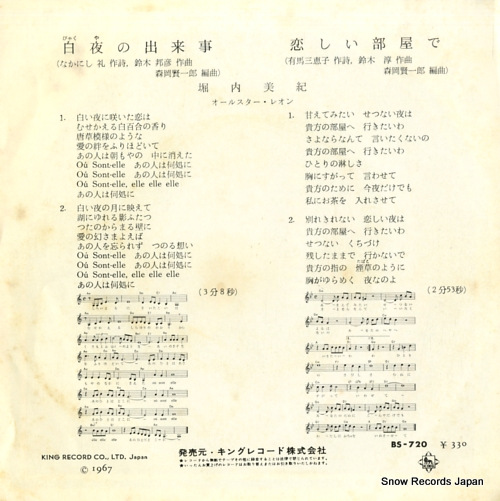 びゃく や
白夜の出来事
(なかにし 礼 作詩, 鈴木 邦彦 作曲
森岡賢一郎 編曲)
恋しい部屋で
(有馬三恵子 作詩, 鈴木 淳 作曲
森岡賢一郎 編曲)
堀内美紀
オールスター・レオン
1. 白い夜に咲いた恋は
むせかえる白百合の香り
唐草模様のような
愛の絆をふりほどいて
あの人は朝もやの 中に消えた
Oú Sont-elle あの人は何処に
Oú Sont-elle あの人は何処に
Oú Sont-elle, elle elle elle
あの人は何処に
2. 白い夜の月に映えて
湖にゆれる影ふたつ
つたのからまる壁に
愛の幻さまよえば
あの人を忘られず つのる想い
Oú Sont-elle あの人は何処に
Oú Sont-elle あの人は何処に
Oú Sont-elle, elle elle elle
あの人は何処に
(3分8秒)
1. 甘えてみたい せつない夜は
貴方の部屋へ 行きたいわ
さよならなんて 言いたくないの
貴方の部屋へ 行きたいわ
ひとりの淋しさ
胸にすがって 言わせて
貴方のために 今夜だけでも
私にお茶を 入れさせて
2. 別れきれない 恋しい夜は
貴方の部屋へ 行きたいわ
せつない くちづけ
残したままで 行かないで
貴方の指の 煙草のように
たばこ
胸がゆらめく 夜なのよ
(2分53秒)
KING RECORD CO., LTD. Japan
© 1967
発売元・キングレコード株式会社
BS-720 ¥ 330
Snow Records Japan